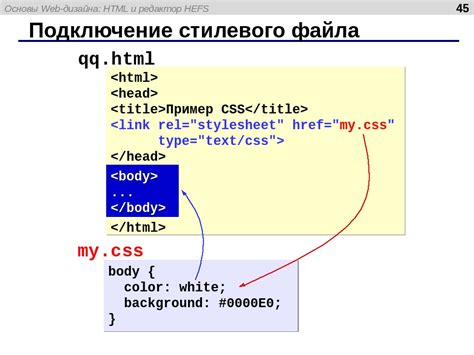 Основы Web-дизайна: HTML и редактор HEFS
45
Подключение стилевого файла
qq.html
<html>
<head>
<title>Пример CSS</title>
<link rel="stylesheet" href="my.css"
type="text/css">
</head>
<body>
...
</body>
</html>
my.css
body {
color: white;
background: #0000E0;
}